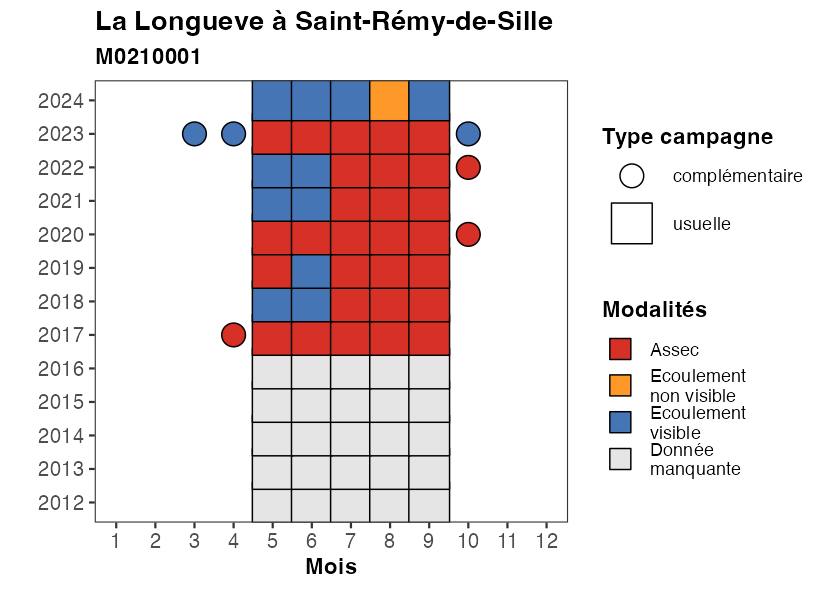 La Longueve à Saint-Rémy-de-Sille
M0210001
2024
2023
2022
2021
2020
2019
2018
2017
2016
2015
2014
2013
2012
1 2 3 4 5 6 7 8 9 10 11 12
Mois
Type campagne
complémentaire
usuelle
Modalités
Assec
Ecoulement
non visible
Ecoulement
visible
Donnée
manquante